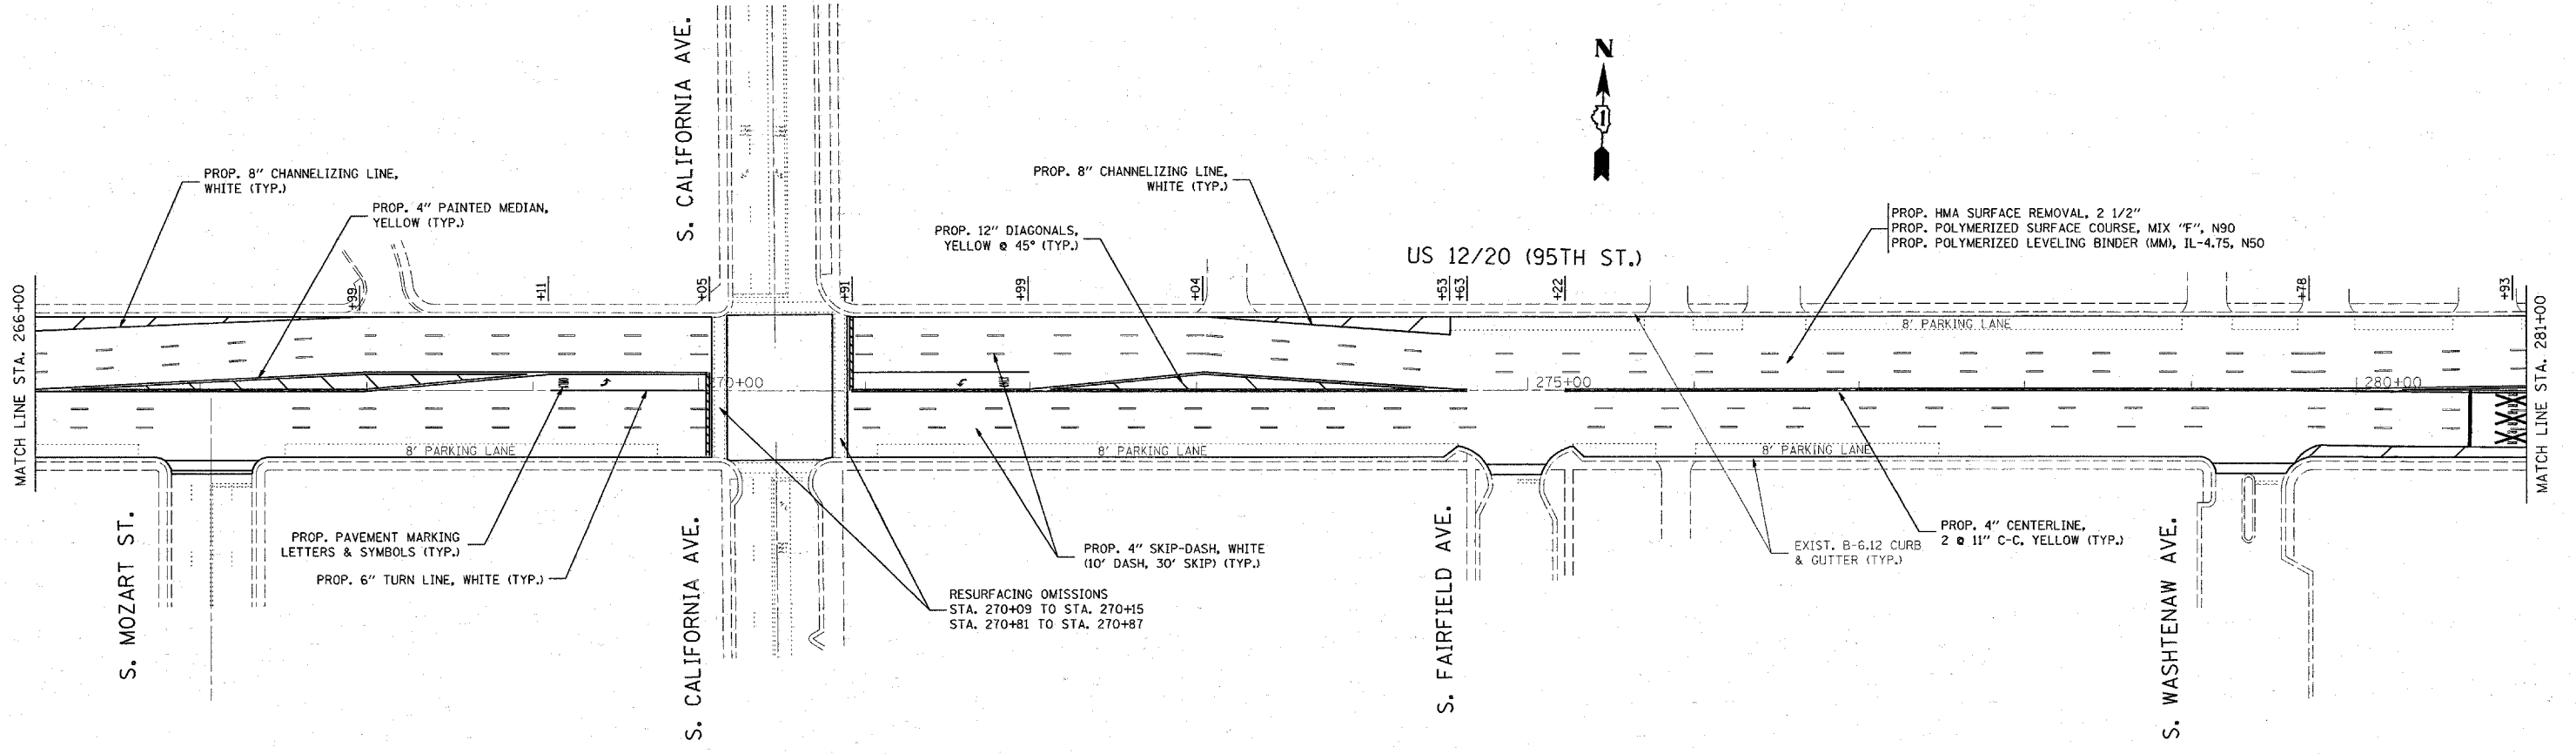 S. CALIFORNIA AVE.
N
1
PROP. 8" CHANNELIZING LINE,
WHITE (TYP.)
PROP. 4" PAINTED MEDIAN,
YELLOW (TYP.)
PROP. 8" CHANNELIZING LINE,
WHITE (TYP.)
PROP. 12" DIAGONALS,
YELLOW @ 45° (TYP.)
US 12/20 (95TH ST.)
PROP. HMA SURFACE REMOVAL, 2 1/2"
PROP. POLYMERIZED SURFACE COURSE, MIX "F", N90
PROP. POLYMERIZED LEVELING BINDER (MM), IL-4.75, N50
MATCH LINE STA. 266+00
+99
+11
+05
+91
+99
+04
+53
+63
+22
+78
+93
MATCH LINE STA. 281+00
8' PARKING LANE
270+00
275+00
280+00
8' PARKING LANE
8' PARKING LANE
8' PARKING LANE
S. MOZART ST.
PROP. PAVEMENT MARKING
LETTERS & SYMBOLS (TYP.)
PROP. 6" TURN LINE, WHITE (TYP.)
S. CALIFORNIA AVE.
RESURFACING OMISSIONS
STA. 270+09 TO STA. 270+15
STA. 270+81 TO STA. 270+87
PROP. 4" SKIP-DASH, WHITE
(10' DASH, 30' SKIP) (TYP.)
S. FAIRFIELD AVE.
EXIST. B-6.12 CURB
& GUTTER (TYP.)
PROP. 4" CENTERLINE,
2 @ 11" C-C, YELLOW (TYP.)
S. WASHTENAW AVE.